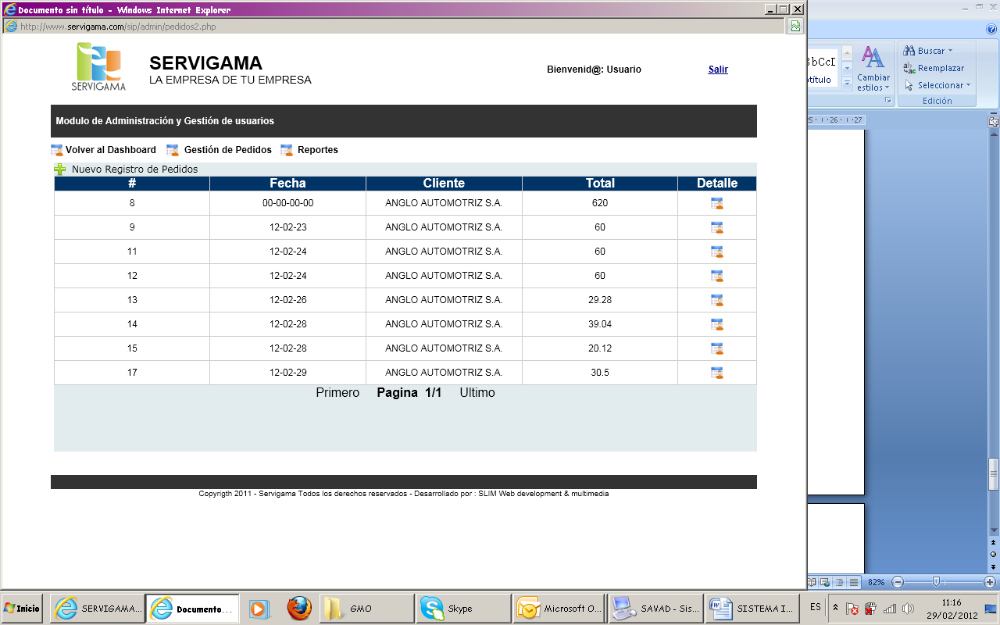 Documento sin título - Windows Internet Explorer
http://www.servigama.com/sip/admin/pedidos2.php
SERVIGAMA
SERVIGAMA
LA EMPRESA DE TU EMPRESA
Bienvenid@: Usuario
Salir
Modulo de Administración y Gestión de usuarios
Volver al Dashboard Gestión de Pedidos Reportes
Nuevo Registro de Pedidos
# Fecha Cliente Total Detalle
8 00-00-00-00 ANGLO AUTOMOTRIZ S.A. 620
9 12-02-23 ANGLO AUTOMOTRIZ S.A. 60
11 12-02-24 ANGLO AUTOMOTRIZ S.A. 60
12 12-02-24 ANGLO AUTOMOTRIZ S.A. 60
13 12-02-26 ANGLO AUTOMOTRIZ S.A. 29.28
14 12-02-28 ANGLO AUTOMOTRIZ S.A. 39.04
15 12-02-28 ANGLO AUTOMOTRIZ S.A. 20.12
17 12-02-29 ANGLO AUTOMOTRIZ S.A. 30.5
Primero Pagina 1/1 Ultimo
Copyrigth 2011 - Servigama Todos los derechos reservados - Desarrollado por : SLIM Web development & multimedia
Cambiar
estilos
Buscar
Reemplazar
Seleccionar
Edición
26 27
82%
Inicio
SERVIGAMA...
Documento...
GMO
Skype
Microsoft O...
SAVAD - Sis...
SISTEMA I...
ES
11:16
29/02/2012